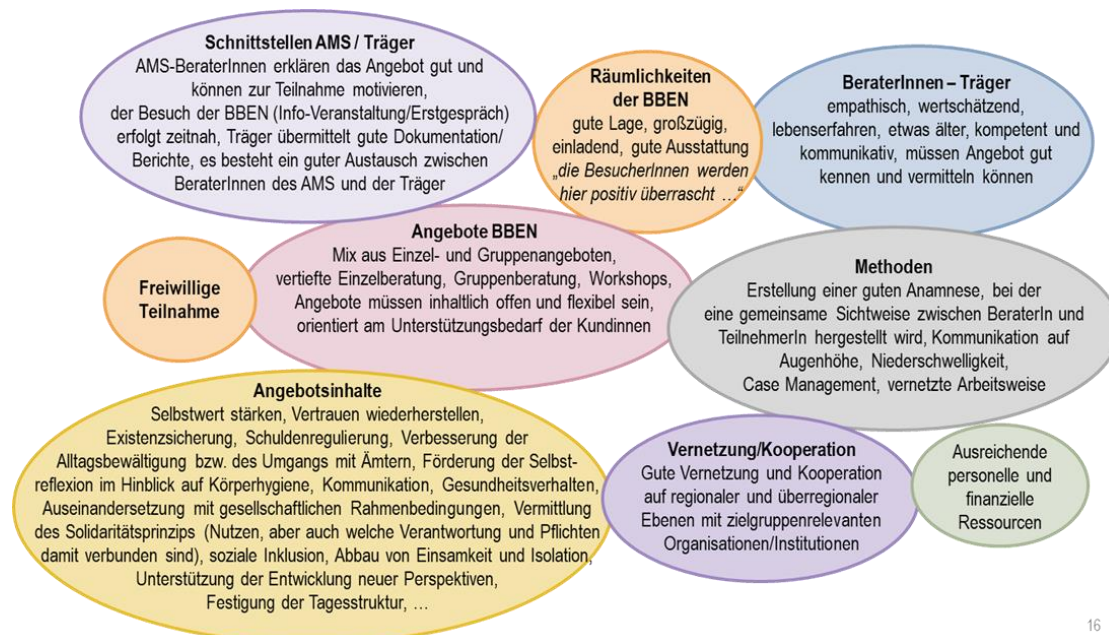 Schnittstellen AMS / Träger
AMS-BeraterInnen erklären das Angebot gut und
können zur Teilnahme motivieren,
der Besuch der BBEN (Info-Veranstaltung/Erstgespräch)
erfolgt zeitnah, Träger übermittelt gute Dokumentation/
Berichte, es besteht ein guter Austausch zwischen
BeraterInnen des AMS und der Träger
Räumlichkeiten
der BBEN
gute Lage, großzügig,
einladend, gute Ausstattung
„die BesucherInnen werden
hier positiv überrascht …“
BeraterInnen – Träger
empathisch, wertschätzend,
lebenserfahren, etwas älter, kompetent und
kommunikativ, müssen Angebot gut
kennen und vermitteln können
Freiwillige
Teilnahme
Angebote BBEN
Mix aus Einzel- und Gruppenangeboten,
vertiefte Einzelberatung, Gruppenberatung, Workshops,
Angebote müssen inhaltlich offen und flexibel sein,
orientiert am Unterstützungsbedarf der Kundinnen
Methoden
Erstellung einer guten Anamnese, bei der
eine gemeinsame Sichtweise zwischen BeraterIn und
TeilnehmerIn hergestellt wird, Kommunikation auf
Augenhöhe, Niederschwelligkeit,
Case Management, vernetzte Arbeitsweise
Angebotsinhalte
Selbstwert stärken, Vertrauen wiederherstellen,
Existenzsicherung, Schuldenregulierung, Verbesserung der
Alltagsbewältigung bzw. des Umgangs mit Ämtern, Förderung der Selbst-
reflexion im Hinblick auf Körperhygiene, Kommunikation, Gesundheitsverhalten,
Auseinandersetzung mit gesellschaftlichen Rahmenbedingungen, Vermittlung
des Solidaritätsprinzips (Nutzen, aber auch welche Verantwortung und Pflichten
damit verbunden sind), soziale Inklusion, Abbau von Einsamkeit und Isolation,
Unterstützung der Entwicklung neuer Perspektiven,
Festigung der Tagesstruktur, …
Vernetzung/Kooperation
Gute Vernetzung und Kooperation
auf regionaler und überregionaler
Ebenen mit zielgruppenrelevanten
Organisationen/Institutionen
Ausreichende
personelle und
finanzielle
Ressourcen
16